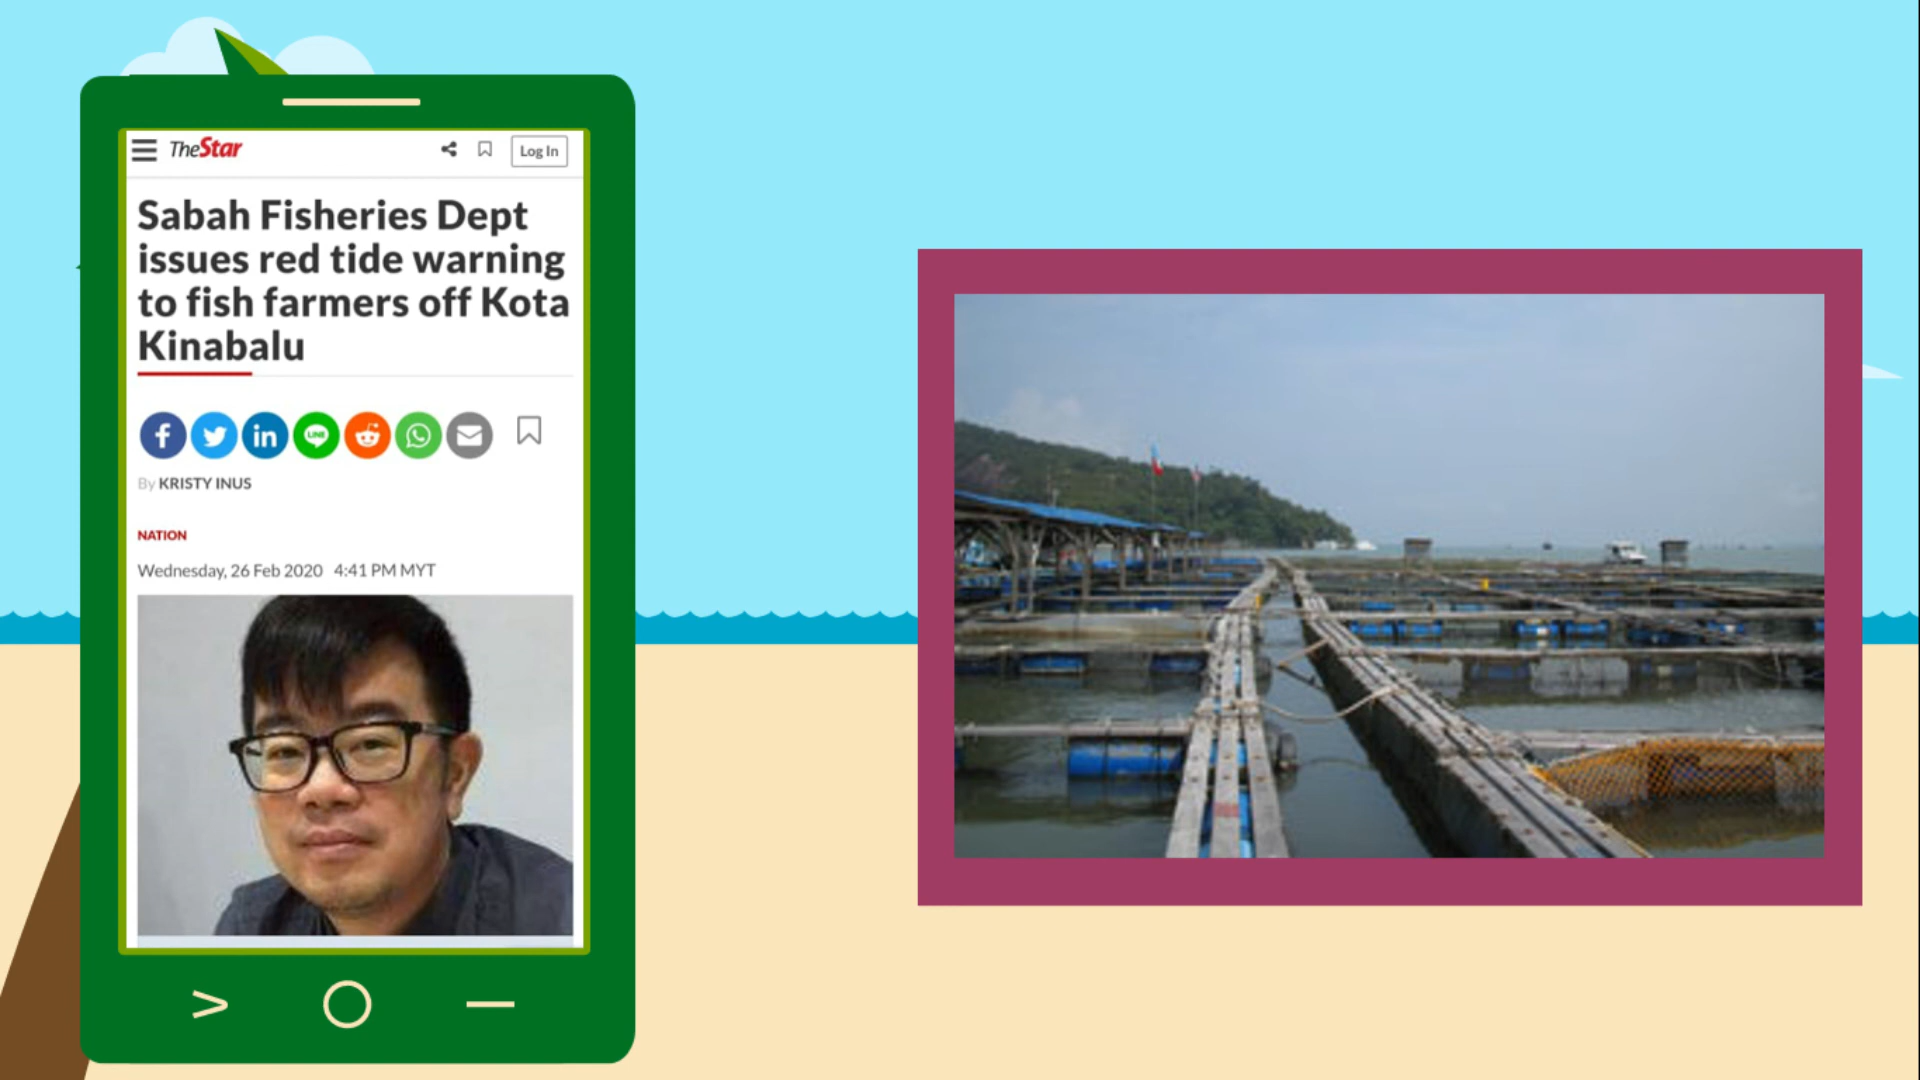 TheStar
Log In
Sabah Fisheries Dept
issues red tide warning
to fish farmers off Kota
Kinabalu
LINE
By KRISTY INUS
NATION
Wednesday, 26 Feb 2020 4:41 PM MYT